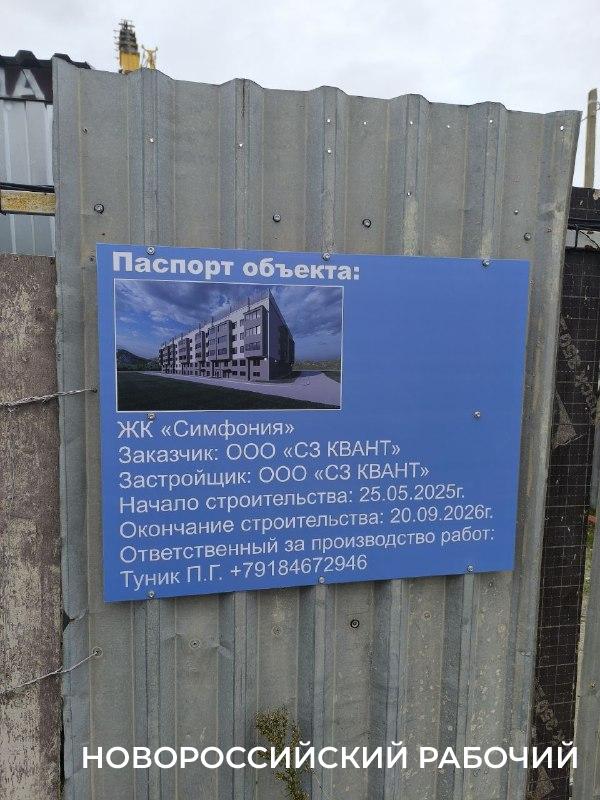 ЛА
Паспорт объекта:
ЖК «Симфония»
Заказчик: ООО «СЗ КВАНТ»
Застройщик: ООО «СЗ КВАНТ»
Начало строительства: 25.05.2025г.
Окончание строительства: 20.09.2026г.
Ответственный за производство работ:
Туник П.Г. +79184672946
НОВОРОССИЙСКИЙ РАБОЧИЙ